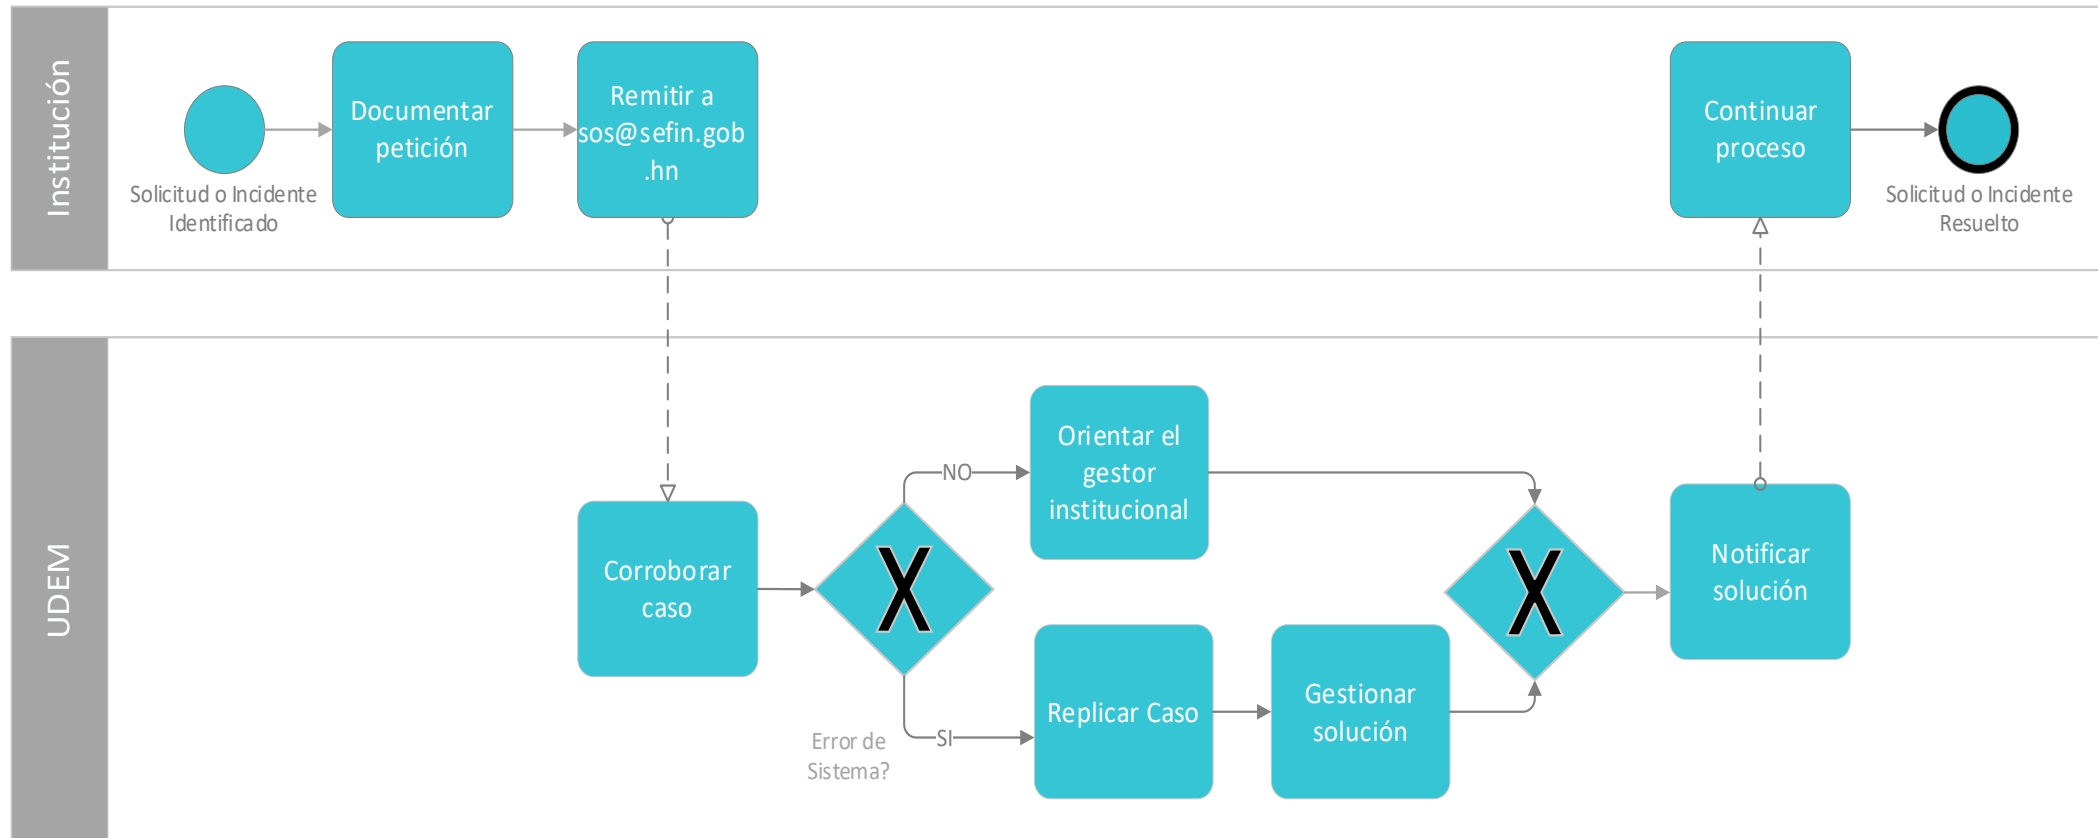 Institución
Solicitud o Incidente
Identificado
Documentar
petición
Remitir a
sos@sefin.gob
.hn
Continuar
proceso
Solicitud o Incidente
Resuelto
UDEM
Corroborar
caso
X
Error de
Sistema?
NO
Orientar el
gestor
institucional
SI
Replicar Caso
Gestionar
solución
X
Notificar
solución